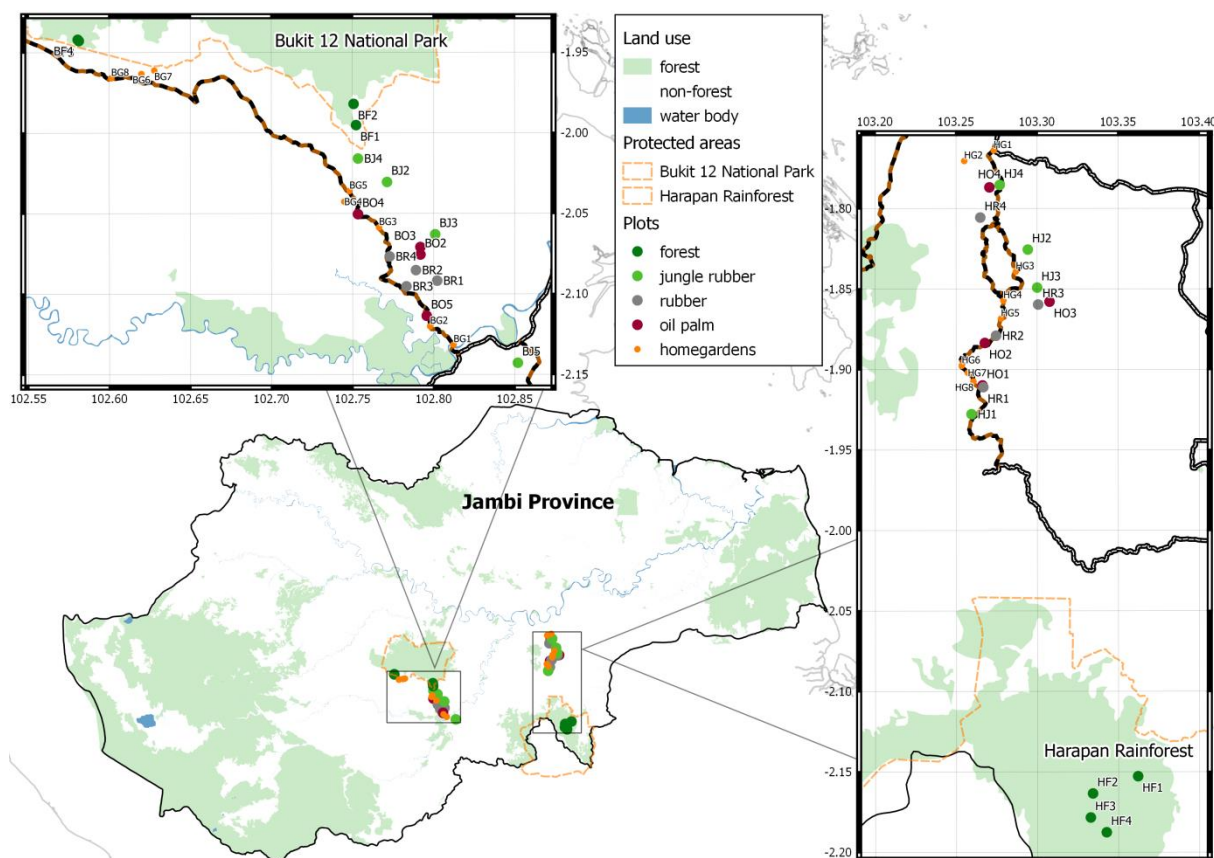 Bukit 12 National Park
BF4
BG8
BG6
BG7
BF2
BF1
BJ4
BJ2
BG5
BG4
BO4
BG3
BJ3
BO3
BO2
BR4
BR2
BR1
BR3
BO5
BG2
BG1
BJ5
-1.95
-2.00
-2.05
-2.10
-2.15
102.55
102.60
102.65
102.70
102.75
102.80
102.85
Land use
forest
non-forest
water body
Protected areas
Bukit 12 National Park
Harapan Rainforest
Plots
forest
jungle rubber
rubber
oil palm
homegardens
103.20
103.25
103.30
103.35
103.40
HG1
HG2
HO4
HJ4
HR4
HJ2
HG3
HJ3
HG4
HR3
HG5
HO3
HR2
HG6
HO2
HG7
HO1
HG8
HR1
HJ1
-1.80
-1.85
-1.90
-1.95
-2.00
-2.05
-2.10
-2.15
-2.20
Harapan Rainforest
HF2
HF1
HF3
HF4
Jambi Province